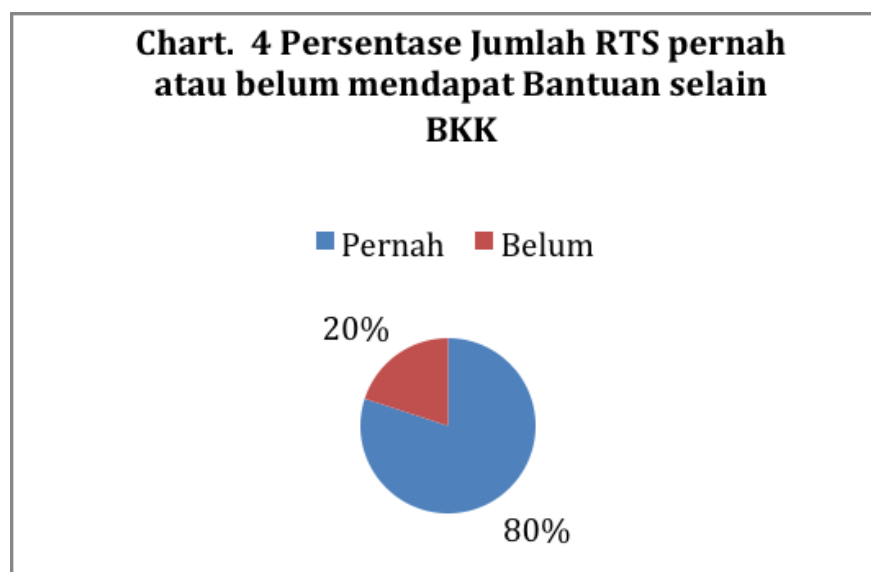 Chart.  4 Persentase Jumlah RTS pernah
atau belum mendapat Bantuan selain
BKK
Pernah Belum
20%
80%